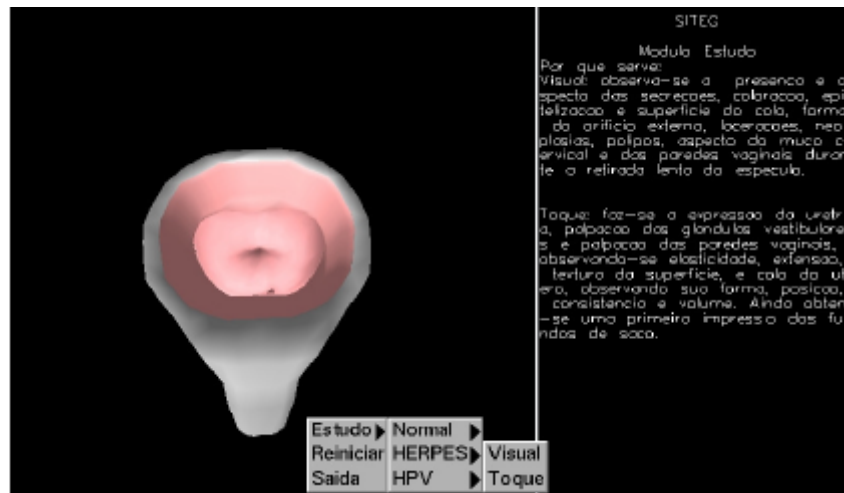 SITEG
Modulo Estudo
Por que serve:
Visual: observa-se a presenca e a
specto das secrecoes, coloracao, epi
telizacao e superficie do colo, forma
do orificio externo, laceracoes, neo
plasias, polipos, aspecto do muco c
ervical e das paredes vaginais duran
te a retirada lenta do especulo.
Toque: faz-se a expressao da uretr
a, palpacao das glandulas vestibulare
s e palpacao das paredes vaginais,
observando-se elasticidade, extensao,
textura da superficie, e colo do ut
ero, observando sua forma, posicao,
consistencia e volume. Ainda obtem
-se uma primeira impressao dos fu
ndos de saco.
Estudo Normal
Reiniciar HERPES Visual
Saida HPV Toque